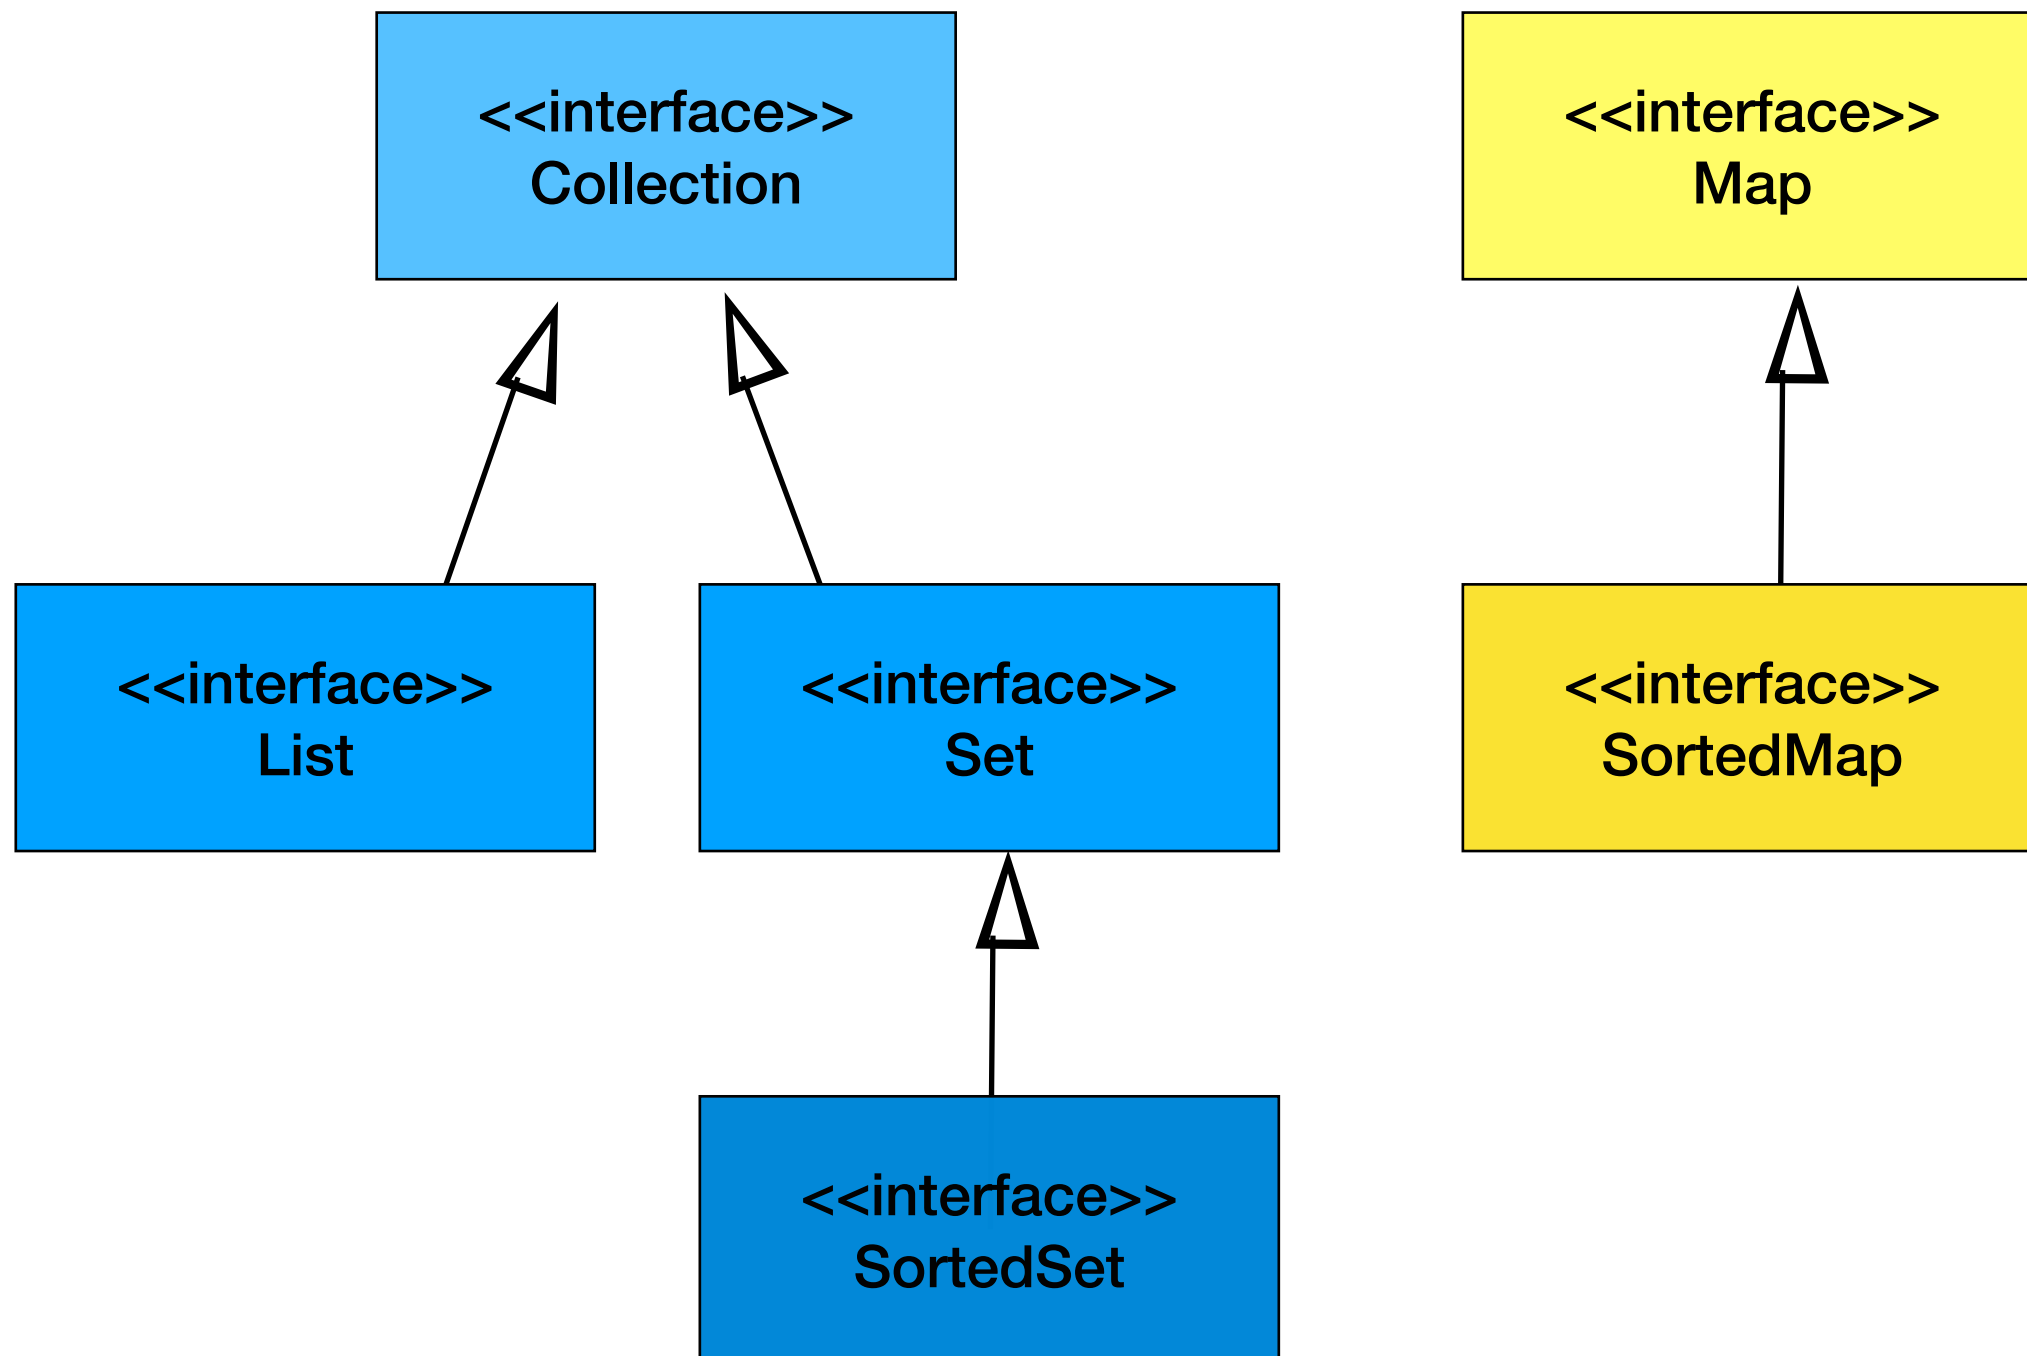 <<interface>>
Collection
<<interface>>
Map
<<interface>>
List
<<interface>>
Set
<<interface>>
SortedMap
<<interface>>
SortedSet